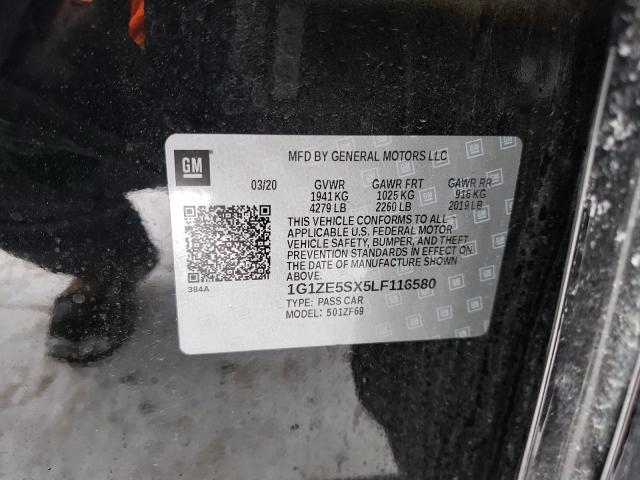 GM
MFD BY GENERAL MOTORS LLC
03/20 GVWR GAWR FRT GAWR RR
1941 KG 1025 KG 916 KG
4279 LB 2260 LB 2019 LB
THIS VEHICLE CONFORMS TO ALL
APPLICABLE U.S. FEDERAL MOTOR
VEHICLE SAFETY, BUMPER, AND THEFT
PREVENTION STANDARDS IN EFFECT
ON THE DATE OF MANUFACTURE SHOWN
ABOVE.
384A
1G1ZE5SX5LF116580
TYPE: PASS CAR
MODEL: 501ZF69